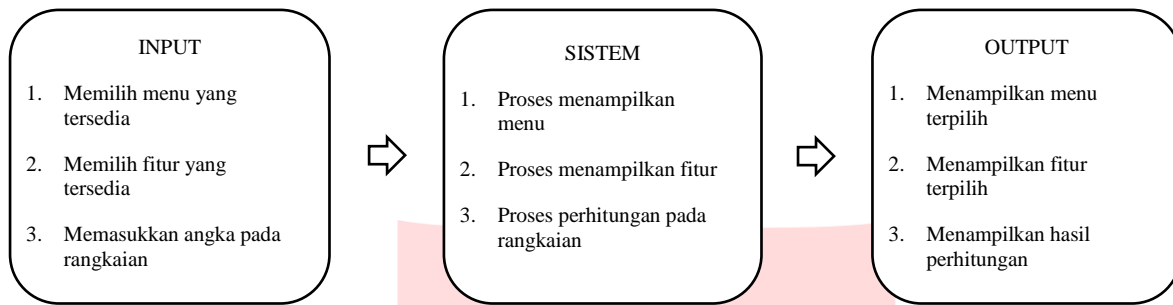 INPUT
1. Memilih menu yang
tersedia
2. Memilih fitur yang
tersedia
3. Memasukkan angka pada
rangkaian
SISTEM
1. Proses menampilkan
menu
2. Proses menampilkan fitur
3. Proses perhitungan pada
rangkaian
OUTPUT
1. Menampilkan menu
terpilih
2. Menampilkan fitur
terpilih
3. Menampilkan hasil
perhitungan